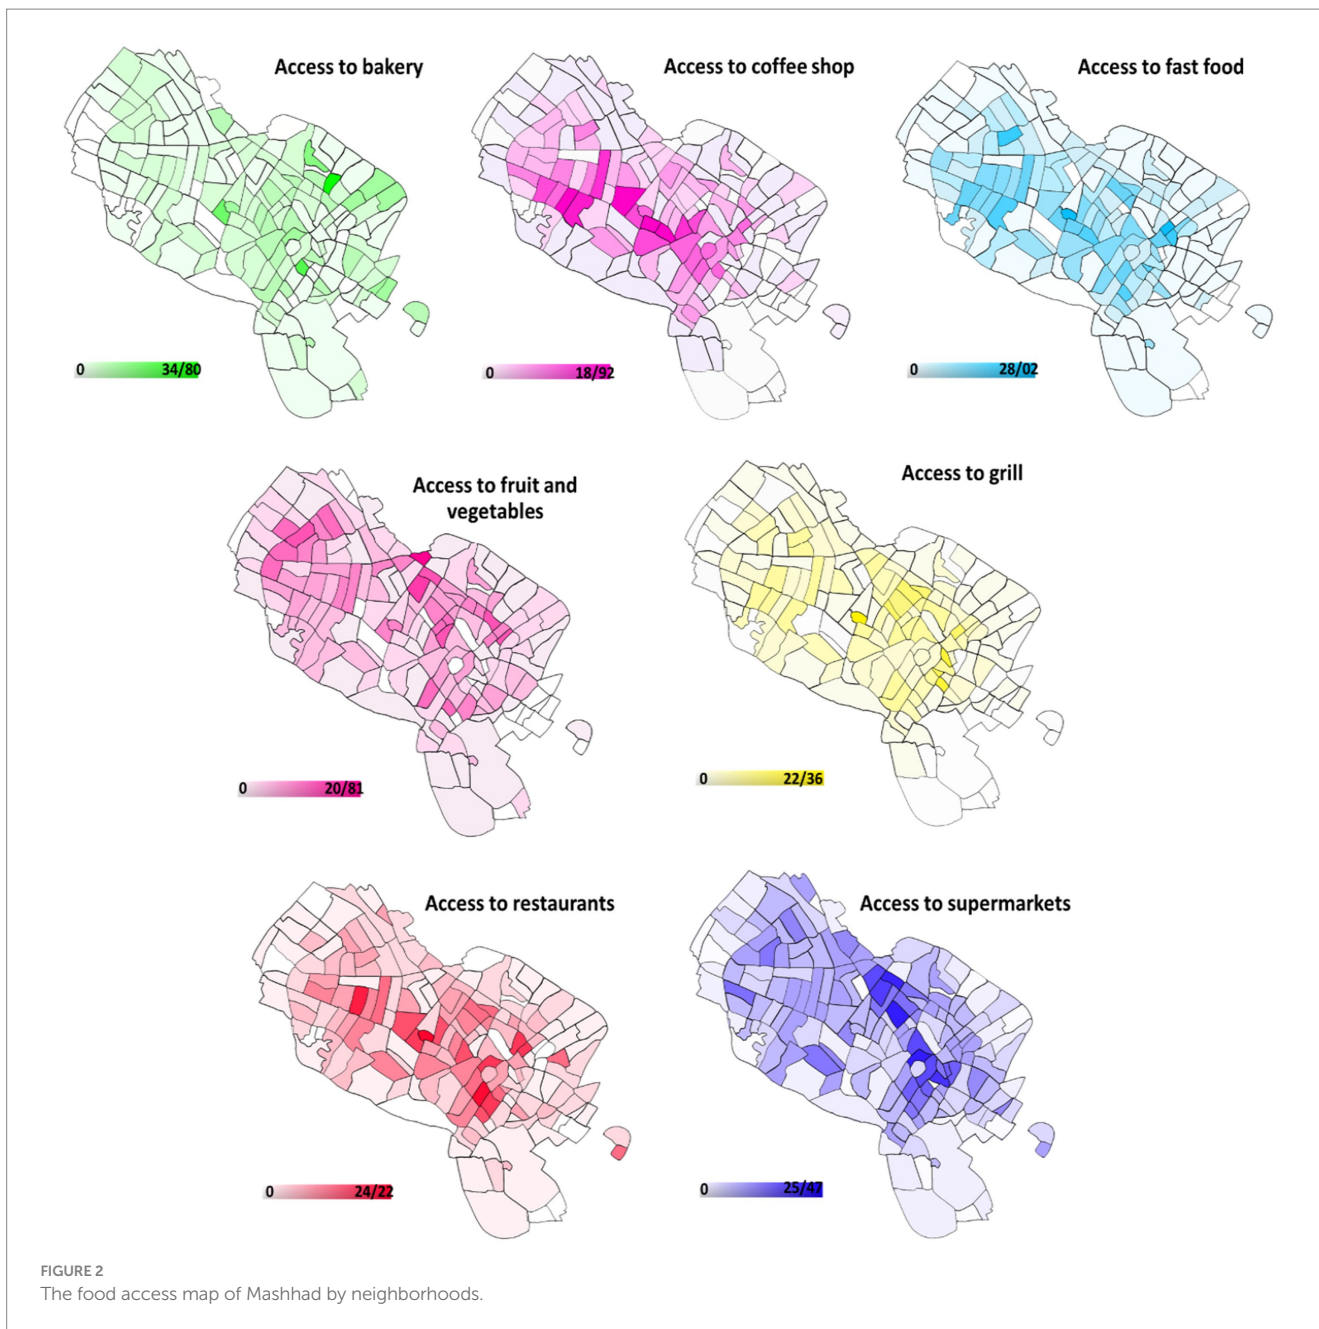 Access to bakery
Access to coffee shop
Access to fast food
0 34/80
0 18/92
0 28/02
Access to fruit and
vegetables
Access to grill
0 20/81
0 22/36
Access to restaurants
Access to supermarkets
0 24/22
0 25/47
FIGURE 2
The food access map of Mashhad by neighborhoods.